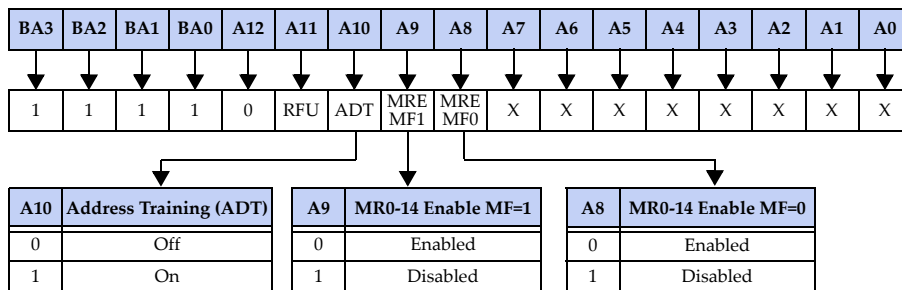 BA3 BA2 BA1 BA0 A12 A11 A10 A9 A8 A7 A6 A5 A4 A3 A2 A1 A0
1 1 1 1 0 RFU ADT MRE MF1 MRE MF0 X X X X X X X X
A10 Address Training (ADT)
0 Off
1 On
A9 MR0-14 Enable MF=1
0 Enabled
1 Disabled
A8 MR0-14 Enable MF=0
0 Enabled
1 Disabled